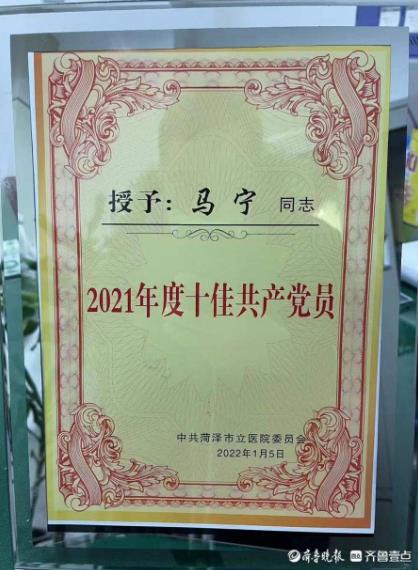 授予：马宁 同志
2021年度十佳共产党员
中共菏泽市立医院委员会
2022年1月5日
齐鲁晚报 齐鲁壹点